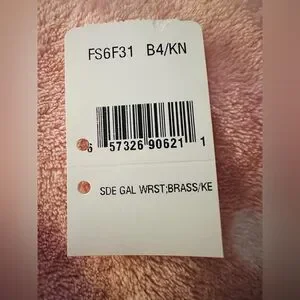 FS6F31 B4/KN
6 57326 90621 1
SDE GAL WRST;BRASS/KE